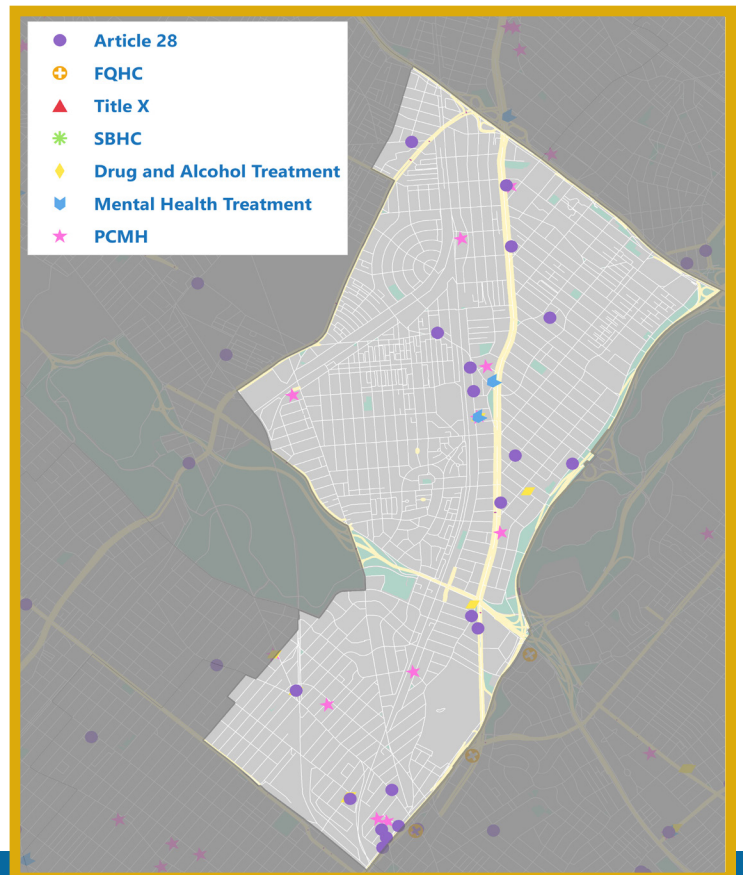 Article 28
FQHC
Title X
SBHC
Drug and Alcohol Treatment
Mental Health Treatment
PCMH